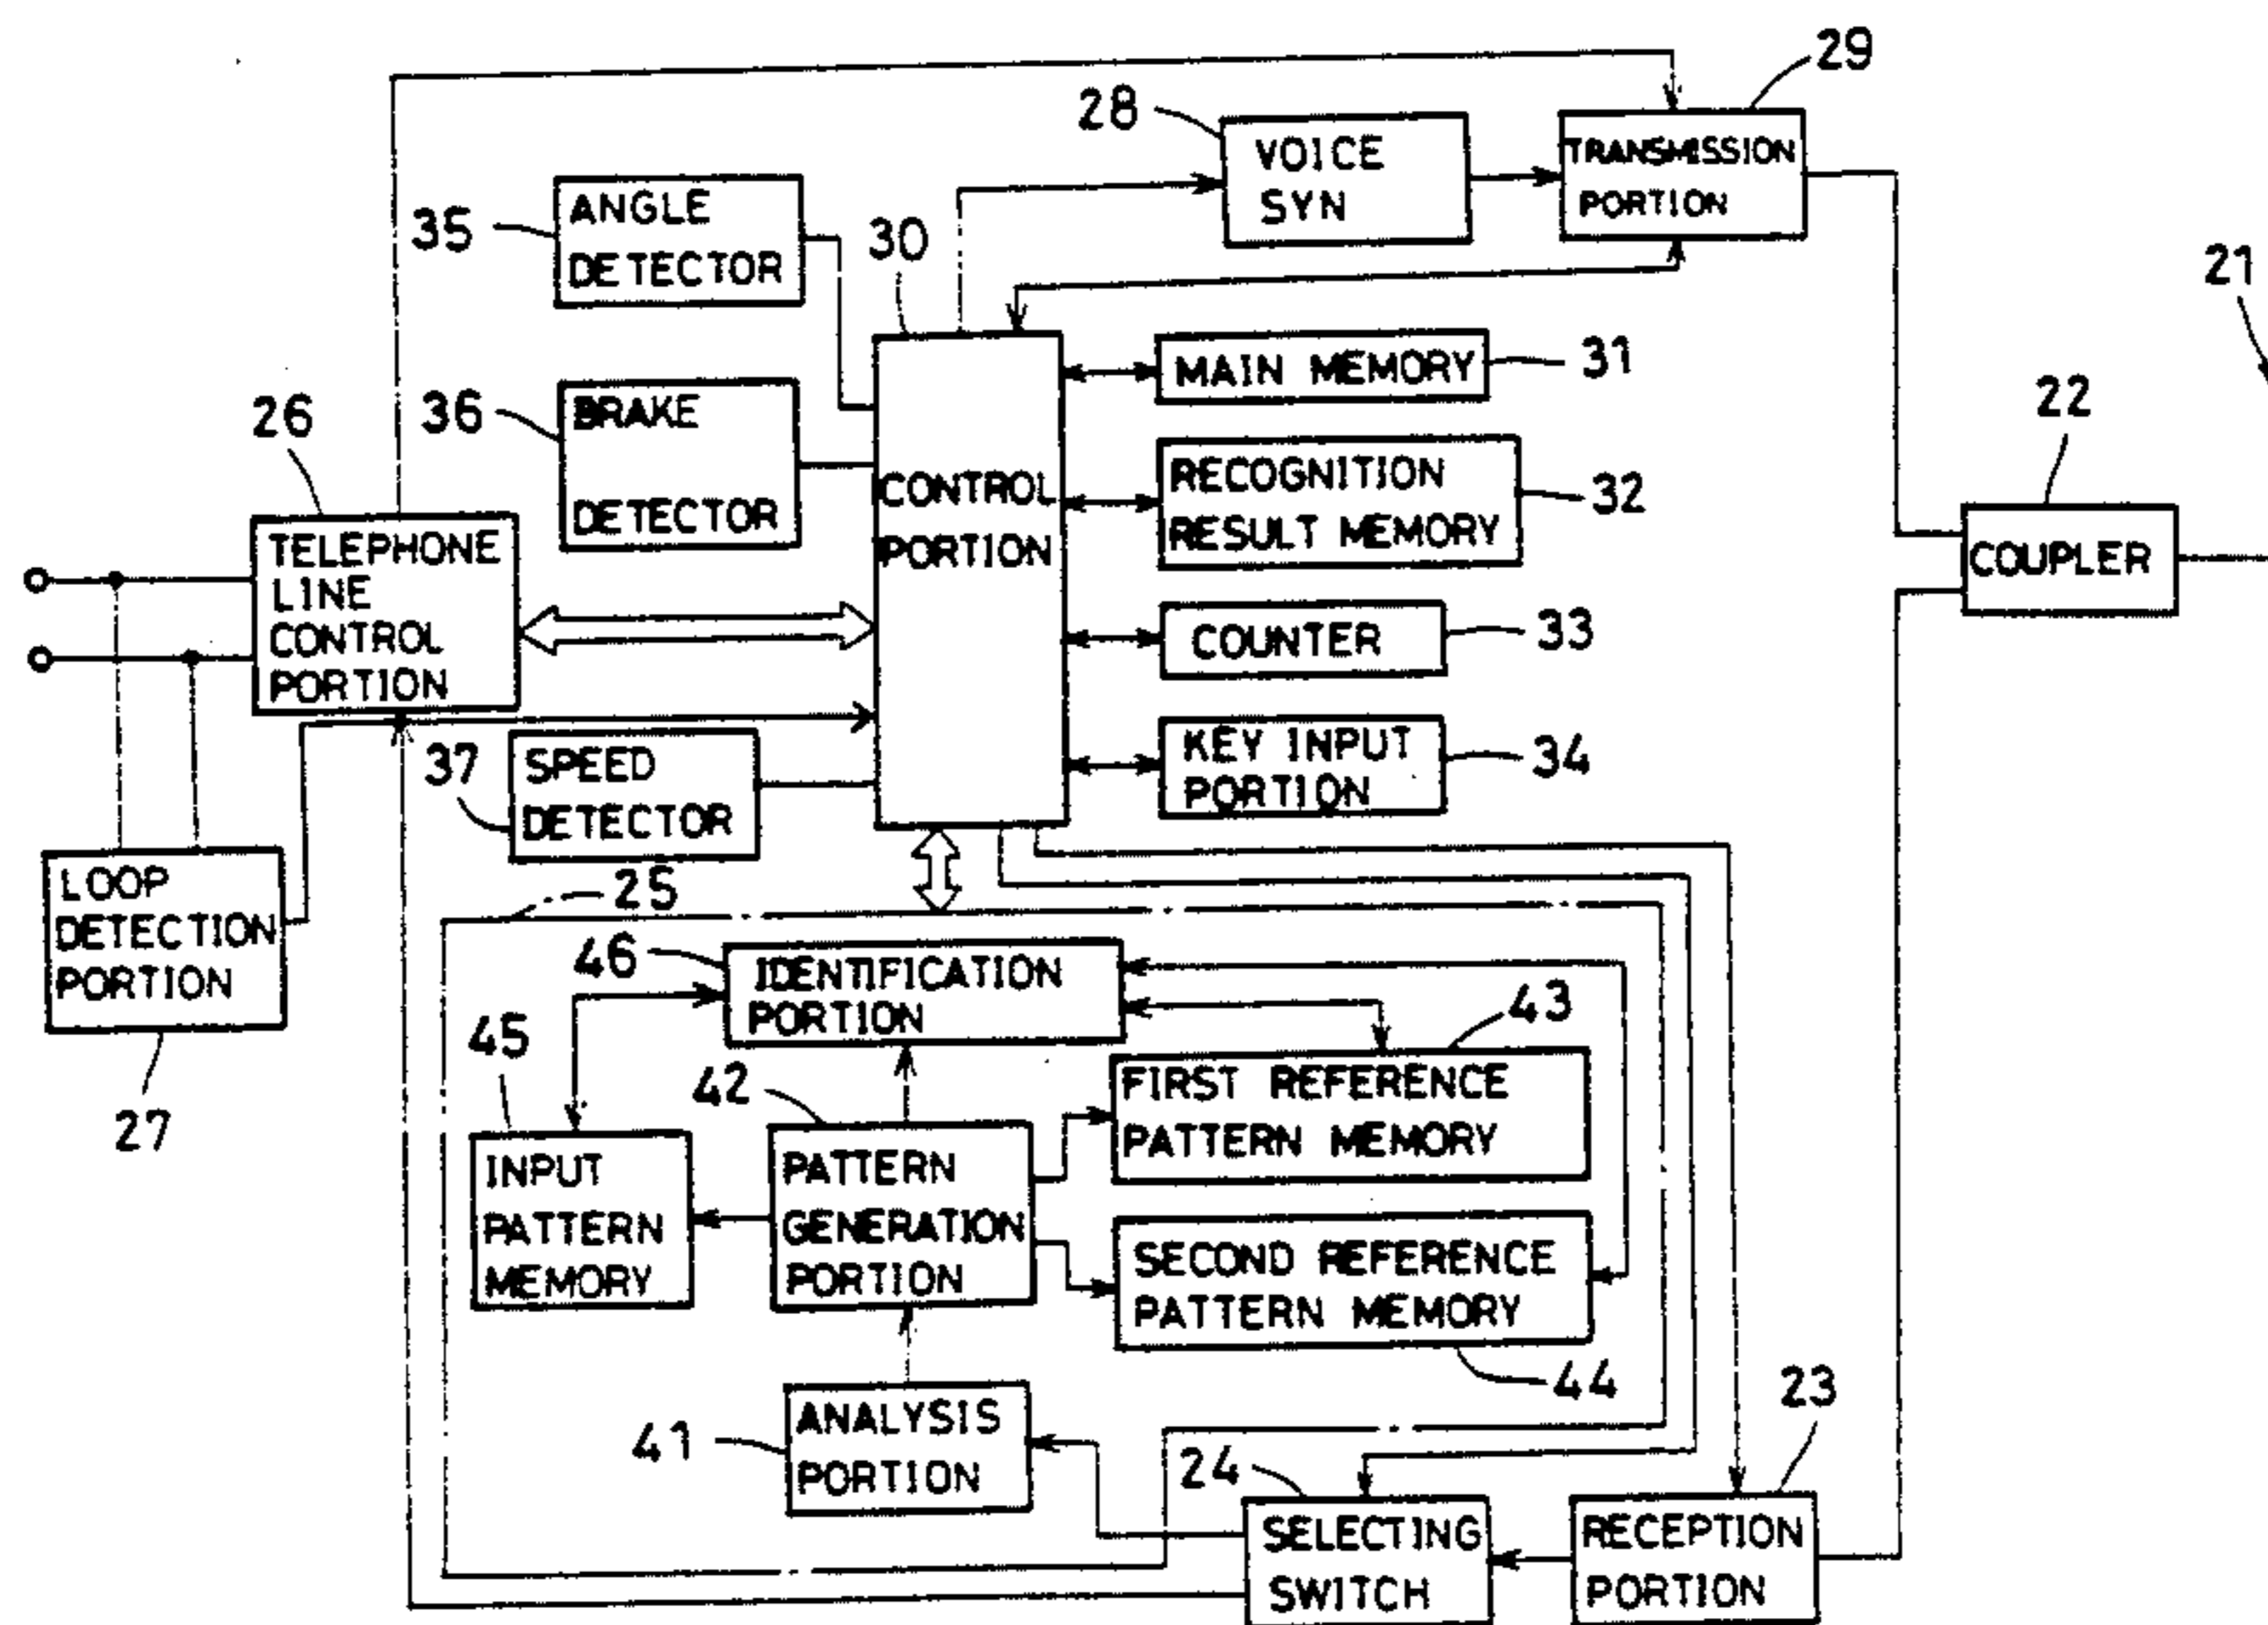 29
28
VOICE
SYN
TRANSMISSION
PORTION
35
ANGLE
DETECTOR
30
21
26
36
BRAKE
DETECTOR
CONTROL
PORTION
MAIN MEMORY
31
22
RECOGNITION
RESULT MEMORY
32
TELEPHONE
LINE
CONTROL
PORTION
COUPLER
COUNTER
33
37
SPEED
DETECTOR
KEY INPUT
PORTION
34
LOOP
DETECTION
PORTION
27
25
46
IDENTIFICATION
PORTION
43
45
42
FIRST REFERENCE
PATTERN MEMORY
INPUT
PATTERN
MEMORY
PATTERN
GENERATION
PORTION
SECOND REFERENCE
PATTERN MEMORY
44
23
41
ANALYSIS
PORTION
24
SELECTING
SWITCH
RECEPTION
PORTION